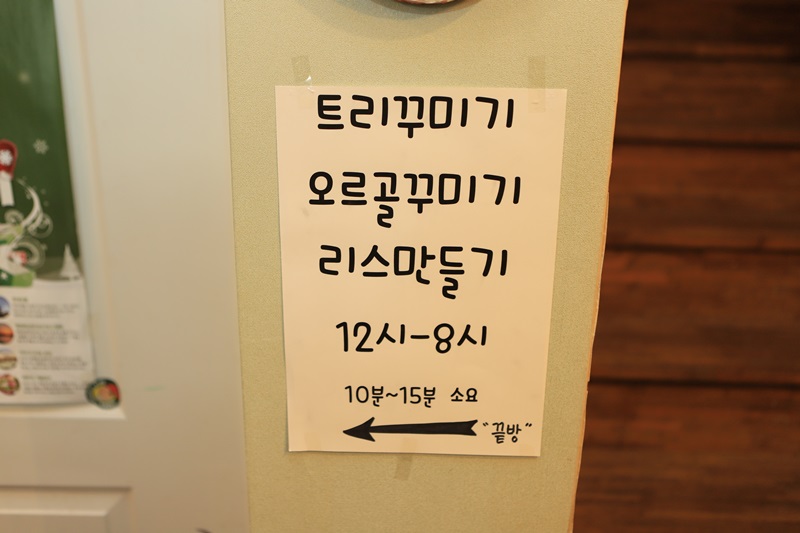 트리꾸미기
오르골꾸미기
리스만들기
12시-8시
10분~15분 소요
"끝방"